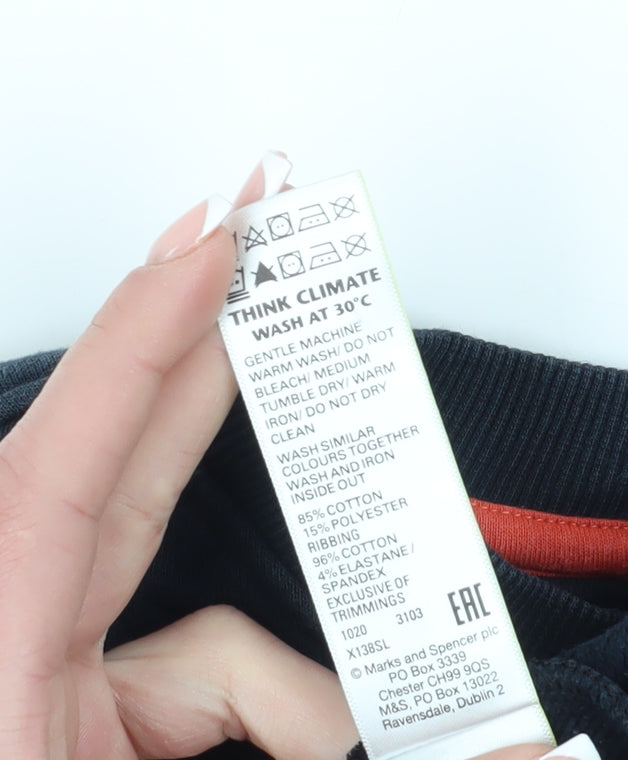 THINK CLIMATE
WASH AT 30°C
GENTLE MACHINE
WARM WASH/ DO NOT
BLEACH/ MEDIUM
TUMBLE DRY/ WARM
IRON/ DO NOT DRY
CLEAN
WASH SIMILAR
COLOURS TOGETHER
WASH AND IRON
INSIDE OUT
85% COTTON
15% POLYESTER
RIBBING
96% COTTON
4% ELASTANE/
SPANDEX
EXCLUSIVE OF
TRIMMINGS
1020 3103
X138SL
EAC
© Marks and Spencer plc
PO Box 3339
Chester CH99 9QS
M&S, PO Box 13022
Ravensdale, Dublin 2